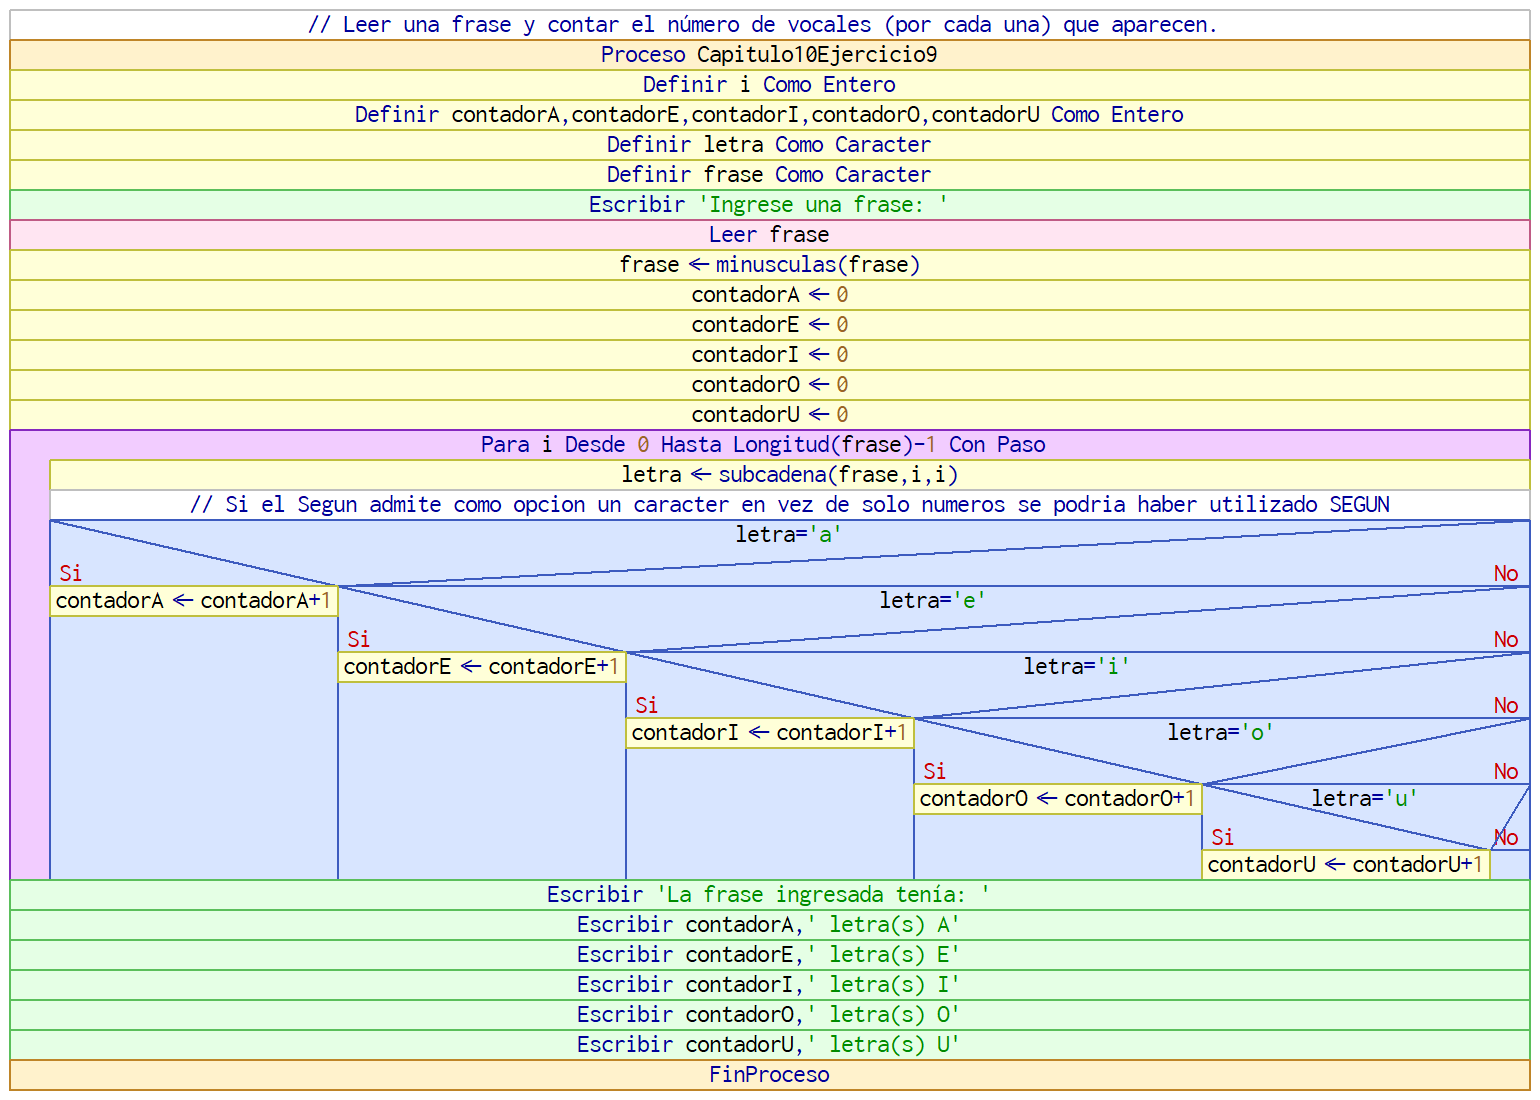 // Leer una frase y contar el número de vocales (por cada una) que aparecen.
Proceso Capitulo10Ejercicio9
Definir i Como Entero
Definir contadorA,contadorE,contadorI,contadorO,contadorU Como Entero
Definir letra Como Caracter
Definir frase Como Caracter
Escribir 'Ingrese una frase: '
Leer frase
frase ← minusculas(frase)
contadorA ← 0
contadorE ← 0
contadorI ← 0
contadorO ← 0
contadorU ← 0
Para i Desde 0 Hasta Longitud(frase)-1 Con Paso
letra ← subcadena(frase,i,i)
// Si el Segun admite como opcion un caracter en vez de solo numeros se podria haber utilizado SEGUN
letra='a'
Si No
contadorA ← contadorA+1
letra='e'
Si No
contadorE ← contadorE+1
letra='i'
Si No
contadorI ← contadorI+1
letra='o'
Si No
contadorO ← contadorO+1
letra='u'
Si No
contadorU ← contadorU+1
Escribir 'La frase ingresada tenía: '
Escribir contadorA,' letra(s) A'
Escribir contadorE,' letra(s) E'
Escribir contadorI,' letra(s) I'
Escribir contadorO,' letra(s) O'
Escribir contadorU,' letra(s) U'
FinProceso